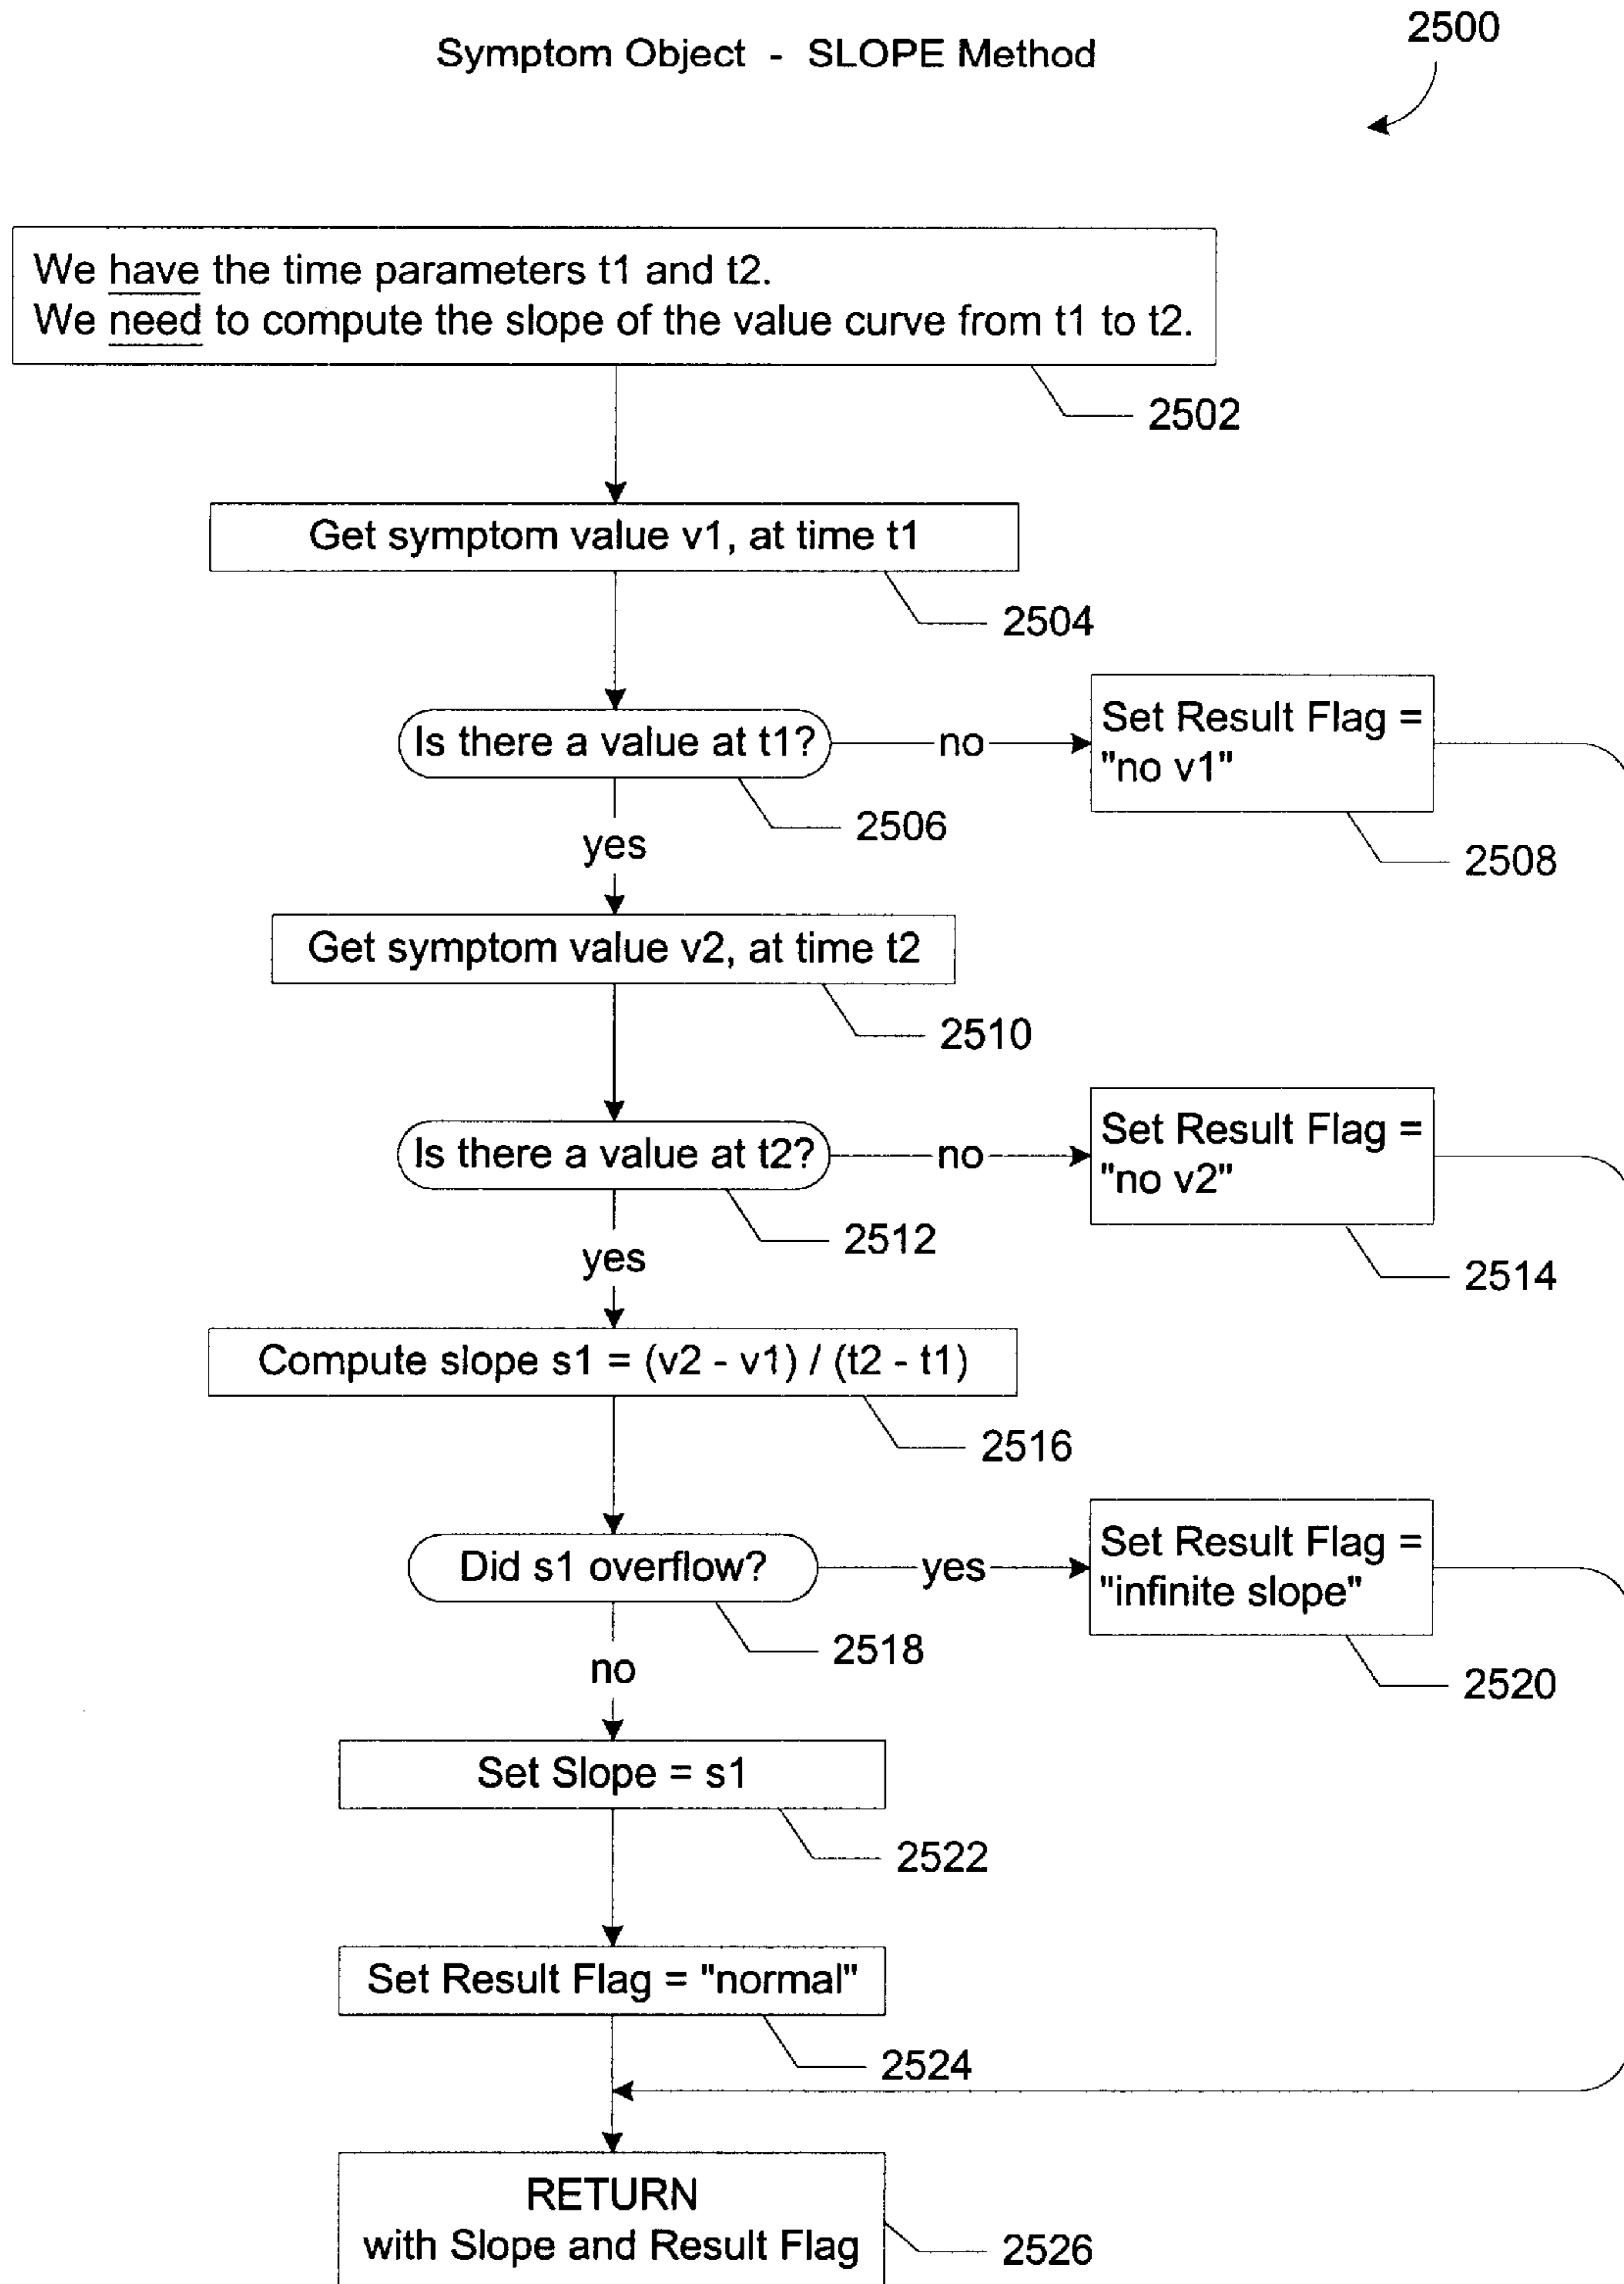 2500
Symptom Object - SLOPE Method
We have the time parameters t1 and t2.
We need to compute the slope of the value curve from t1 to t2.
2502
Get symptom value v1, at time t1
2504
Is there a value at t1?
no
Set Result Flag =
"no v1"
2506
2508
yes
Get symptom value v2, at time t2
2510
Is there a value at t2?
no
Set Result Flag =
"no v2"
2512
2514
yes
Compute slope s1 = (v2 - v1) / (t2 - t1)
2516
Did s1 overflow?
yes
Set Result Flag =
"infinite slope"
2518
2520
no
Set Slope = s1
2522
Set Result Flag = "normal"
2524
RETURN
with Slope and Result Flag
2526